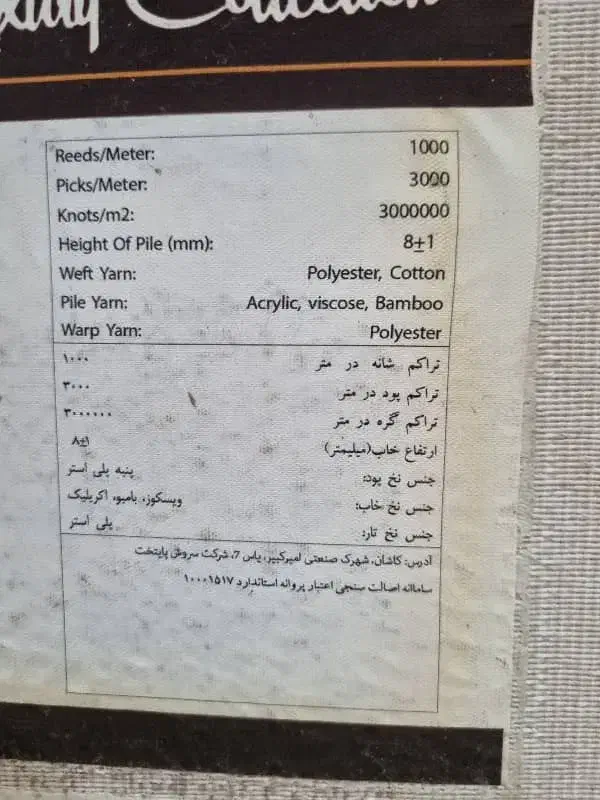 Luxury Collection
Reeds/Meter: 1000
Picks/Meter: 3000
Knots/m2: 3000000
Height Of Pile (mm): 8±1
Weft Yarn: Polyester, Cotton
Pile Yarn: Acrylic, viscose, Bamboo
Warp Yarn: Polyester
تراکم شانه در متر ۱۰۰۰
تراکم پود در متر ۳۰۰۰
تراکم گره در متر ۳۰۰۰۰۰۰
ارتفاع خاب(میلیمتر) ۸±۱
جنس نخ پود: پنبه پلی استر
جنس نخ خاب: ویسکوز، بامبو، اکریلیک
جنس نخ تار: پلی استر
آدرس: کاشان، شهرک صنعتی امیرکبیر، یاس 7، شرکت سروش پایتخت
سامانه اصالت سنجی اعتبار پروانه استاندارد ۱۰۰۰۱۵۱۷